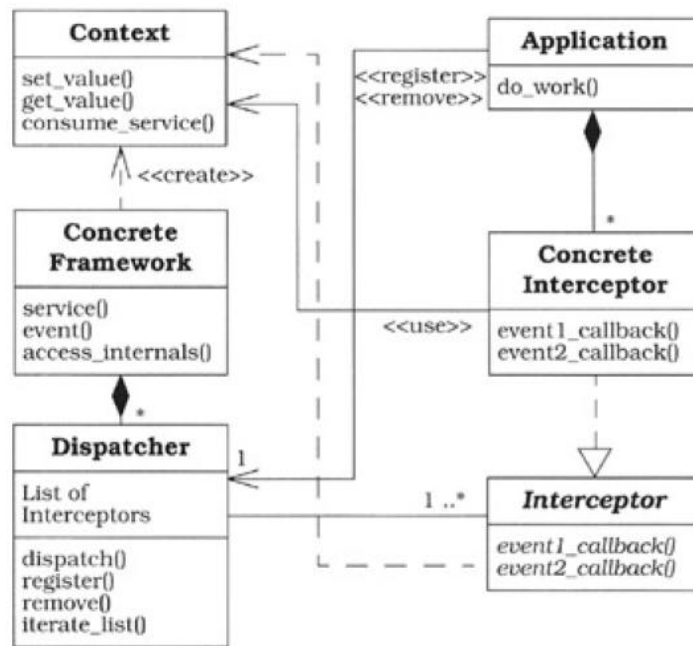 Context
set_value()
get_value()
consume_service()
<<create>>
Concrete
Framework
service()
event()
access_internals()
*
Dispatcher
List of
Interceptors
dispatch()
register()
remove()
iterate_list()
1
1 ..*
<<register>>
<<remove>>
Application
do_work()
*
Concrete
Interceptor
event1_callback()
event2_callback()
<<use>>
Interceptor
event1_callback()
event2_callback()